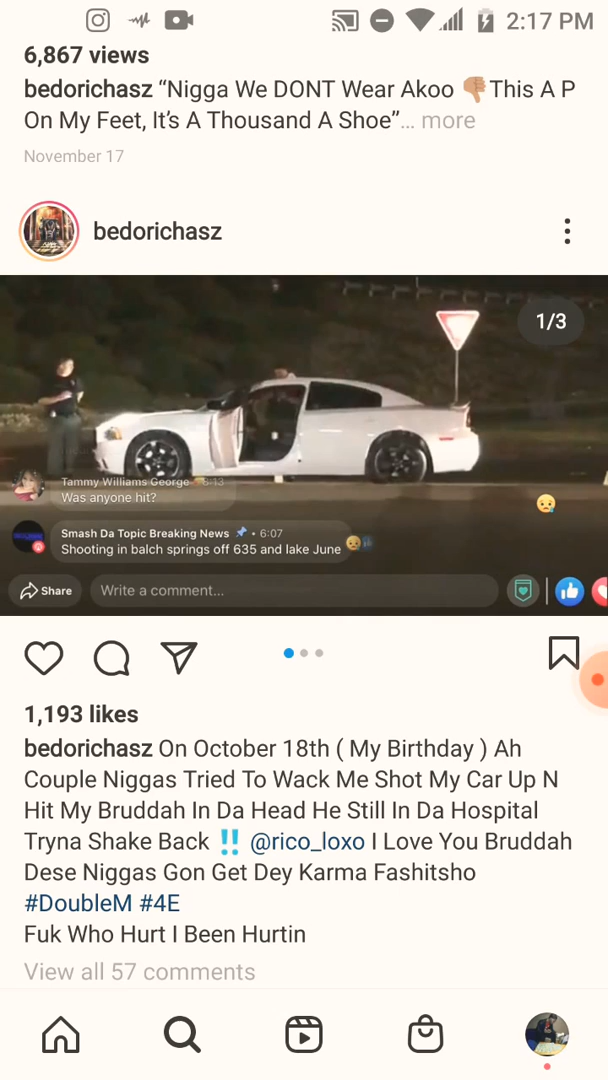 2:17 PM
6,867 views
bedorichasz “Nigga We DONT Wear Akoo 👎🏽This A P
On My Feet, It’s A Thousand A Shoe”... more
November 17
bedorichasz
1/3
Tammy Williams George
Was anyone hit?
Smash Da Topic Breaking News 📌 • 6:07
Shooting in balch springs off 635 and lake June
Share
Write a comment...
1,193 likes
bedorichasz On October 18th ( My Birthday ) Ah
Couple Niggas Tried To Wack Me Shot My Car Up N
Hit My Bruddah In Da Head He Still In Da Hospital
Tryna Shake Back ‼️ @rico_loxo I Love You Bruddah
Dese Niggas Gon Get Dey Karma Fashitsho
#DoubleM #4E
Fuk Who Hurt I Been Hurtin
View all 57 comments